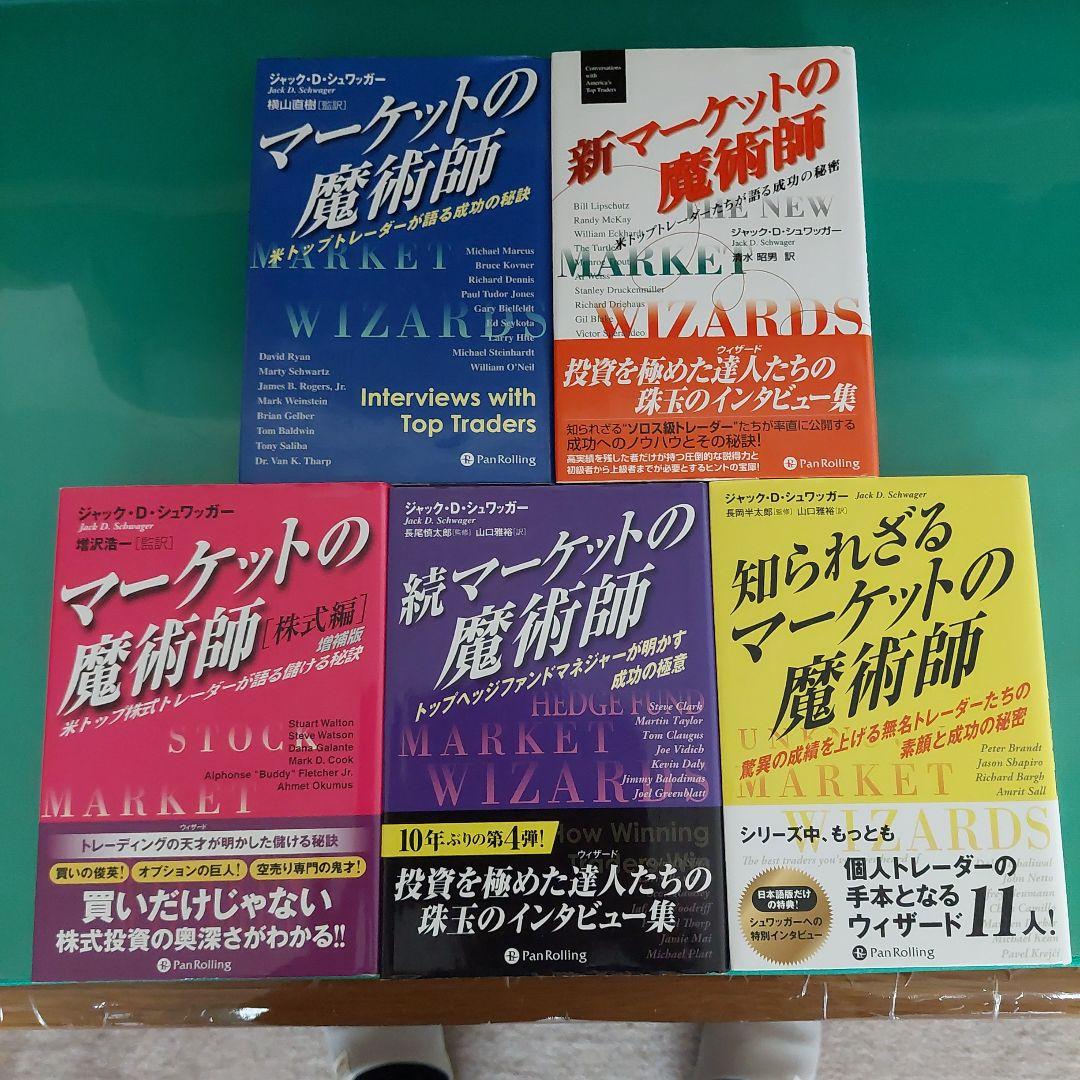 ジャック・D・シュワッガー
Jack D. Schwager
横山直樹[監訳]
マーケットの
魔術師
米トップトレーダーが語る成功の秘訣
MARKET
WIZARDS
Michael Marcus
Bruce Kovner
Richard Dennis
Paul Tudor Jones
Gary Bielfeldt
Ed Seykota
Larry Hite
Michael Steinhardt
William O'Neil
David Ryan
Marty Schwartz
James B. Rogers, Jr.
Mark Weinstein
Brian Gelber
Tom Baldwin
Tony Saliba
Dr. Van K. Tharp
Interviews with
Top Traders
PanRolling
Conversations
with
America's
Top Traders
新マーケットの
魔術師
米トップトレーダーたちが語る成功の秘密
THE NEW
MARKET
WIZARDS
Bill Lipschutz
Randy McKay
William Eckhardt
The Turtles
Al Weiss
Stanley Druckenmiller
Richard Driehaus
Gil Blake
Victor Sperandeo
ジャック・D・シュワッガー
Jack D. Schwager
清水 昭男 訳
ウィザード
投資を極めた達人たちの
珠玉のインタビュー集
知られざる“ソロス級トレーダー”たちが率直に公開する
成功へのノウハウとその秘訣!
高実績を残した者だけが持つ圧倒的な説得力と
初級者から上級者までが必要とするヒントの宝庫!
PanRolling
ジャック・D・シュワッガー
Jack D. Schwager
増沢浩一[監訳]
マーケットの
魔術師[株式編]
増補版
米トップ株式トレーダーが語る儲ける秘訣
STOCK
MARKET
Stuart Walton
Steve Watson
Dana Galante
Mark D. Cook
Alphonse "Buddy" Fletcher Jr.
Ahmet Okumus
ウィザード
トレーディングの天才が明かした儲ける秘訣
買いの俊英! オプションの巨人! 空売り専門の鬼才!
買いだけじゃない
株式投資の奥深さがわかる!!
PanRolling
ジャック・D・シュワッガー
Jack D. Schwager
長尾慎太郎[監修] 山口雅裕[訳]
続マーケットの
魔術師
トップヘッジファンドマネジャーが明かす
成功の極意
HEDGE FUND
MARKET
WIZARDS
Steve Clark
Martin Taylor
Tom Claugus
Joe Vidich
Kevin Daly
Jimmy Balodimas
Joel Greenblatt
How Winning
Traders Win
10年ぶりの第4弾!
ウィザード
投資を極めた達人たちの
珠玉のインタビュー集
Jamie Mai
Michael Platt
PanRolling
ジャック・D・シュワッガー Jack D. Schwager
長岡半太郎[監修] 山口雅裕[訳]
知られざる
マーケットの
魔術師
驚異の成績を上げる無名トレーダーたちの
素顔と成功の秘密
UNKNOWN
MARKET
WIZARDS
Peter Brandt
Jason Shapiro
Richard Bargh
Amrit Sall
シリーズ中、もっとも
個人トレーダーの
手本となる
ウィザード11人!
日本語版だけ
の特典!
シュワッガーへの
特別インタビュー
John Netto
Michael Kean
Pavel Krejčí
PanRolling